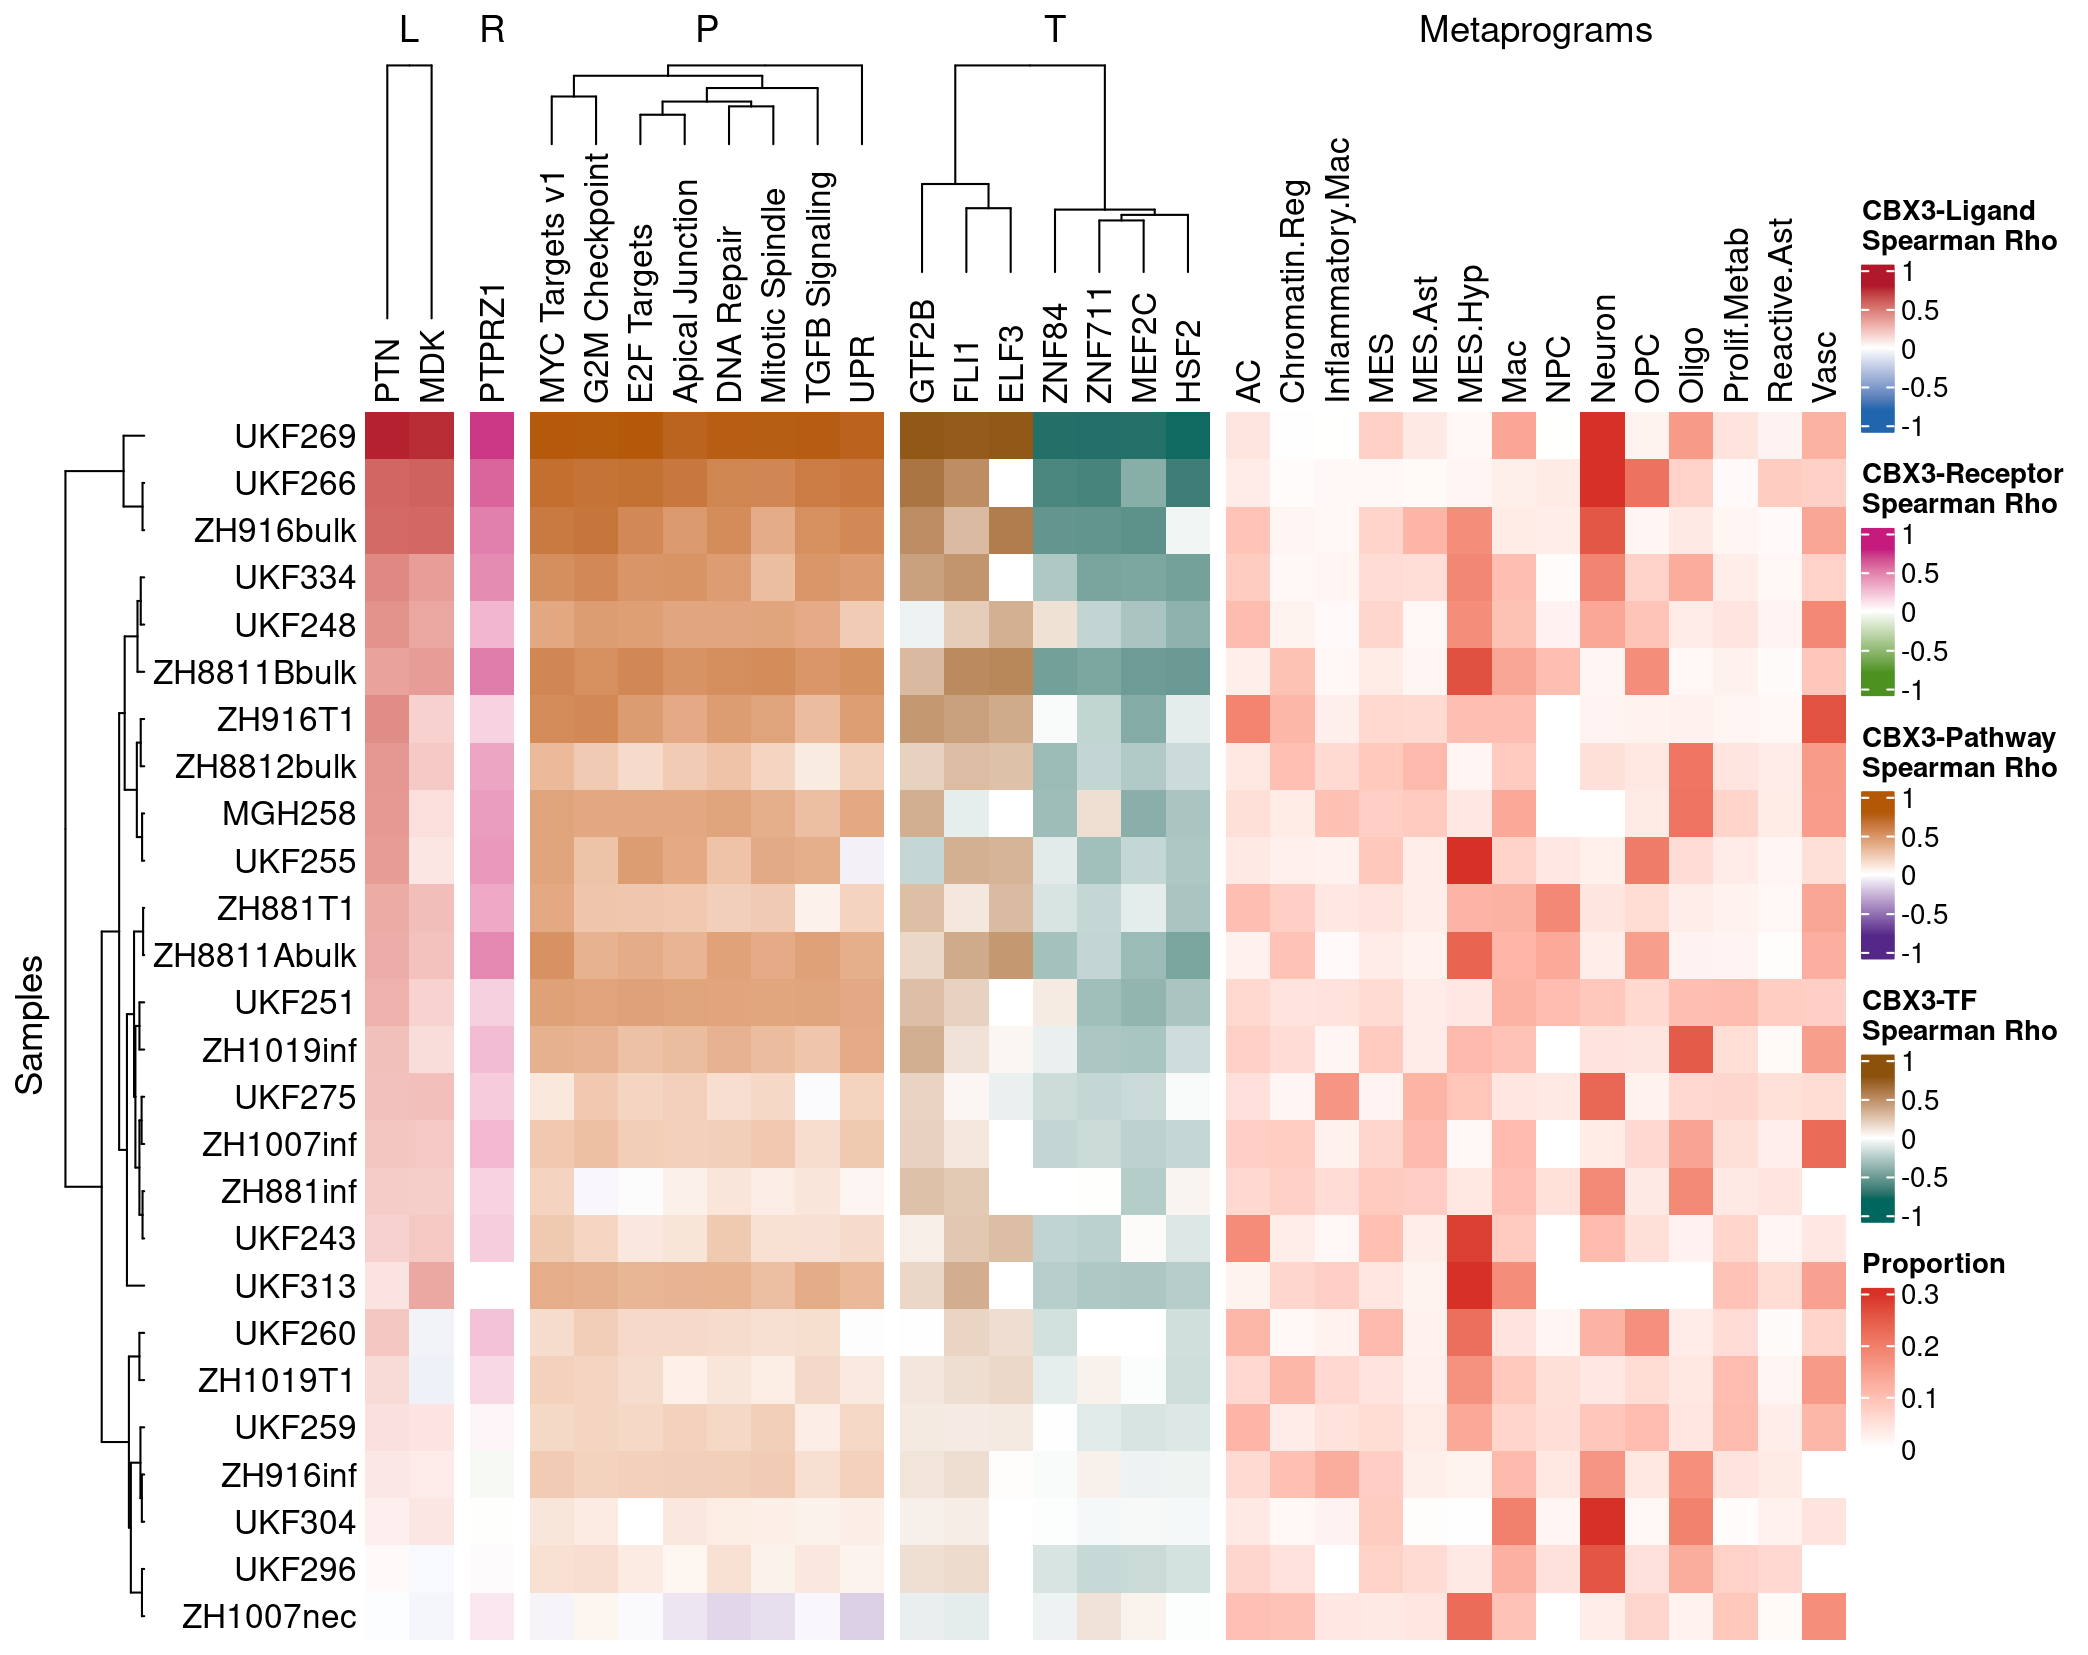 L R P T Metaprograms
PTN
MDK
PTPRZ1
MYC Targets v1
G2M Checkpoint
E2F Targets
Apical Junction
DNA Repair
Mitotic Spindle
TGFB Signaling
UPR
GTF2B
FLI1
ELF3
ZNF84
ZNF711
MEF2C
HSF2
AC
Chromatin.Reg
Inflammatory.Mac
MES
MES.Ast
MES.Hyp
Mac
NPC
Neuron
OPC
Oligo
Prolif.Metab
Reactive.Ast
Vasc
Samples
UKF269
UKF266
ZH916bulk
UKF334
UKF248
ZH8811Bbulk
ZH916T1
ZH8812bulk
MGH258
UKF255
ZH881T1
ZH8811Abulk
UKF251
ZH1019inf
UKF275
ZH1007inf
ZH881inf
UKF243
UKF313
UKF260
ZH1019T1
UKF259
ZH916inf
UKF304
UKF296
ZH1007nec
CBX3-Ligand
Spearman Rho
1
0.5
0
-0.5
-1
CBX3-Receptor
Spearman Rho
1
0.5
0
-0.5
-1
CBX3-Pathway
Spearman Rho
1
0.5
0
-0.5
-1
CBX3-TF
Spearman Rho
1
0.5
0
-0.5
-1
Proportion
0.3
0.2
0.1
0